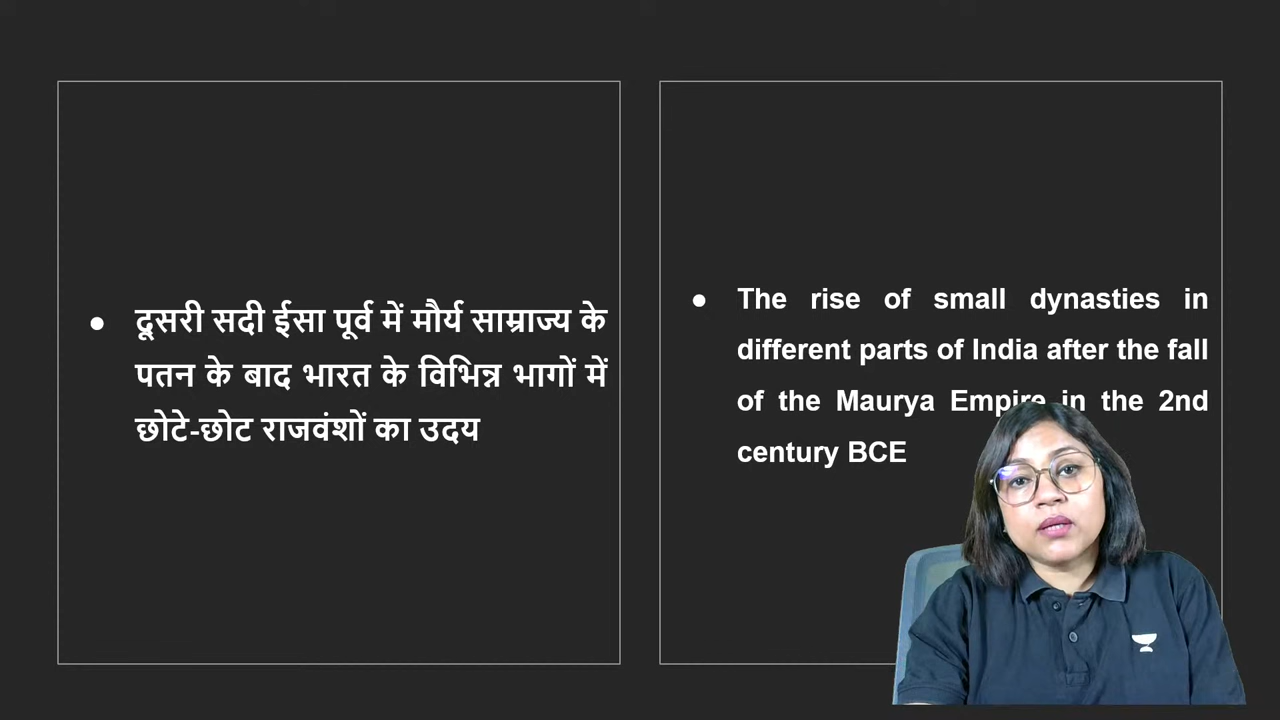 ● दूसरी सदी ईसा पूर्व में मौर्य साम्राज्य के
पतन के बाद भारत के विभिन्न भागों में
छोटे-छोट राजवंशों का उदय
● The rise of small dynasties in
different parts of India after the fall
of the Maurya Empire in the 2nd
century BCE